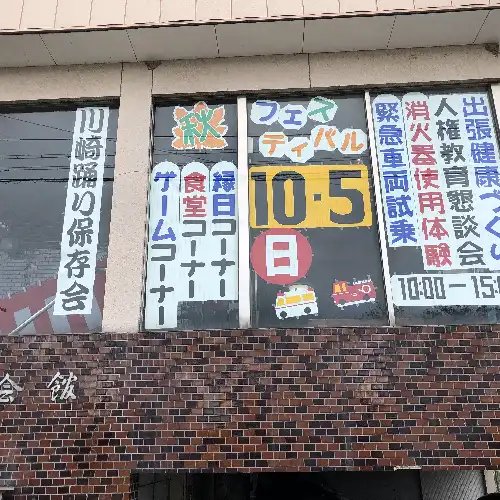 出張健康づくり
人権教育懇談会
消火器使用体験
緊急車両試乗
10:00―15:0
秋
フェス
ティバル
10・5
日
縁日コーナー
食堂コーナー
ゲームコーナー
川崎踊り保存会
会館